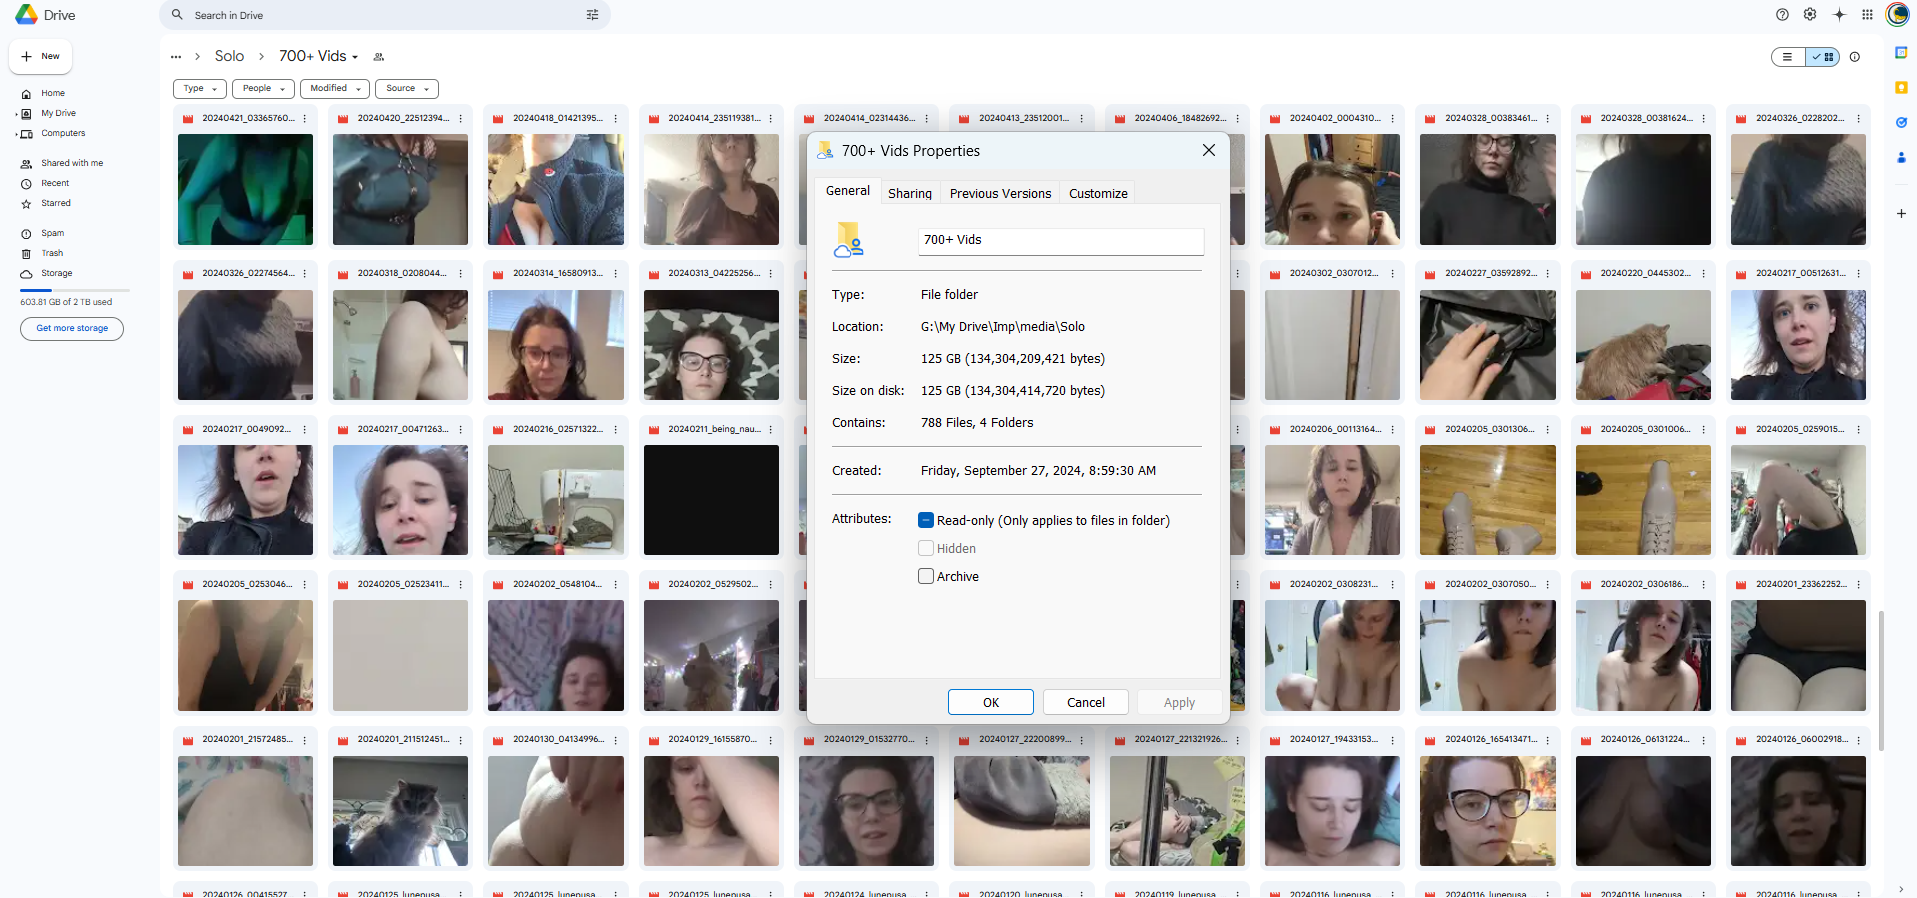 Drive
Search in Drive
New
Home
My Drive
Computers
Shared with me
Recent
Starred
Spam
Trash
Storage
603.81 GB of 2 TB used
Get more storage
Solo
700+ Vids
Type
People
Modified
Source
20240421_03365760...
20240420_22512394...
20240418_01421395...
20240414_235119381...
20240414_02314436...
20240413_23512001...
20240406_18482692...
20240402_0004310...
20240328_00383461...
20240328_00381624...
20240326_0228202...
20240326_02274564...
20240318_0208044...
20240314_16580913...
20240313_04225256...
20240302_0307012...
20240227_03592892...
20240220_0445302...
20240217_00512631...
20240217_0049092...
20240217_00471263...
20240216_02571322...
20240211_being_nau...
20240206_00113164...
20240205_0301306...
20240205_0301006...
20240205_0259015...
20240205_0253046...
20240205_02523411...
20240202_0548104...
20240202_0529502...
20240202_0308231...
20240202_0307050...
20240202_0306186...
20240201_23362252...
20240201_21572485...
20240201_211512451...
20240130_04134996...
20240129_16155870...
20240129_01532770...
20240127_22200899...
20240127_221321926...
20240127_19433153...
20240126_165413471...
20240126_06131224...
20240126_06002918...
20240126_00415527
20240125_lunepusa
20240125_lunepusa
20240125_lunepusa
20240124_lunepusa
20240120_lunepusa
20240119_lunepusa
20240116_lunepusa
20240116_lunepusa
20240116_lunepusa
20240116_lunepusa
700+ Vids Properties
General
Sharing
Previous Versions
Customize
700+ Vids
Type: File folder
Location: G:\My Drive\Imp\media\Solo
Size: 125 GB (134,304,209,421 bytes)
Size on disk: 125 GB (134,304,414,720 bytes)
Contains: 788 Files, 4 Folders
Created: Friday, September 27, 2024, 8:59:30 AM
Attributes: Read-only (Only applies to files in folder)
Hidden
Archive
OK
Cancel
Apply